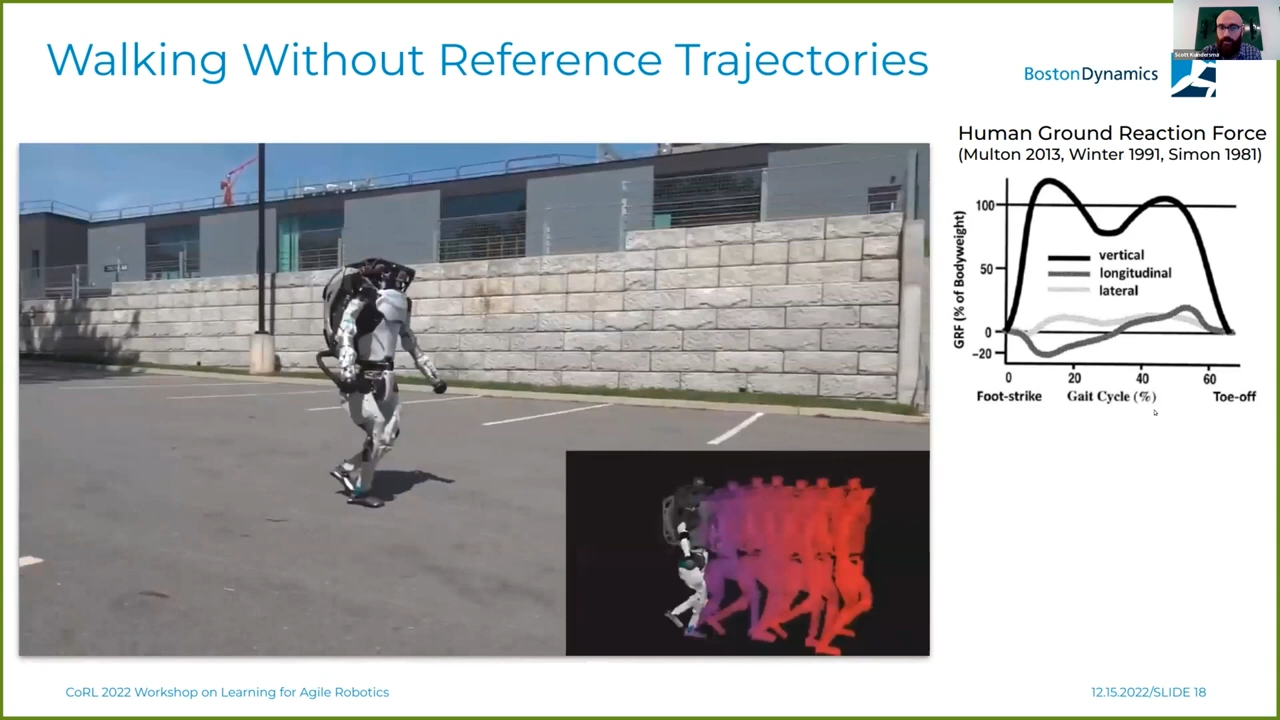 Walking Without Reference Trajectories
Scott Kuindersma
BostonDynamics
Human Ground Reaction Force
(Multon 2013, Winter 1991, Simon 1981)
GRF (% of Bodyweight)
100
50
0
−20
vertical
longitudinal
lateral
0 20 40 60
Foot-strike Gait Cycle (%) Toe-off
CoRL 2022 Workshop on Learning for Agile Robotics
12.15.2022/SLIDE 18